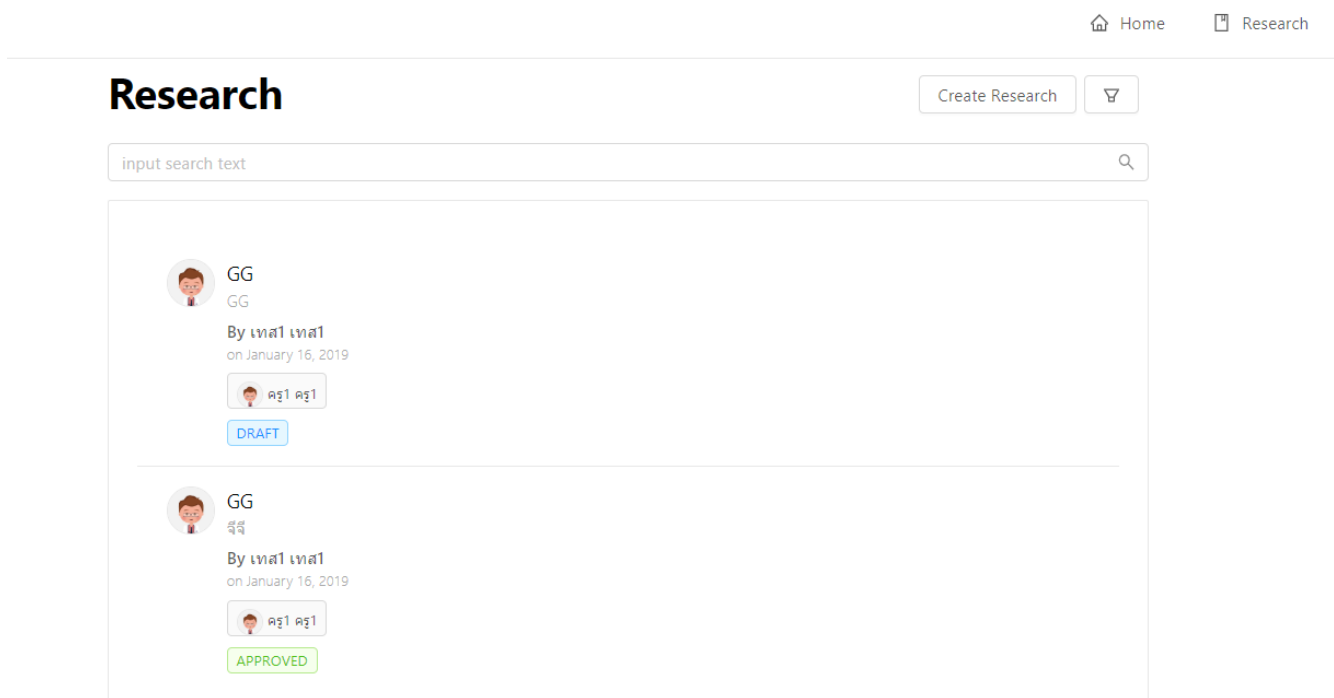 Home Research
Research
Create Research
input search text
GG
GG
By เทส1 เทส1
on January 16, 2019
ครู1 ครู1
DRAFT
GG
จีจี
By เทส1 เทส1
on January 16, 2019
ครู1 ครู1
APPROVED